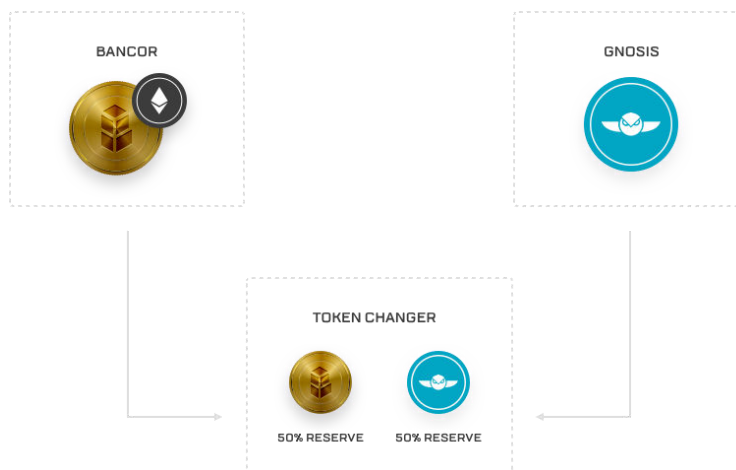 BANCOR
GNOSIS
TOKEN CHANGER
50% RESERVE
50% RESERVE